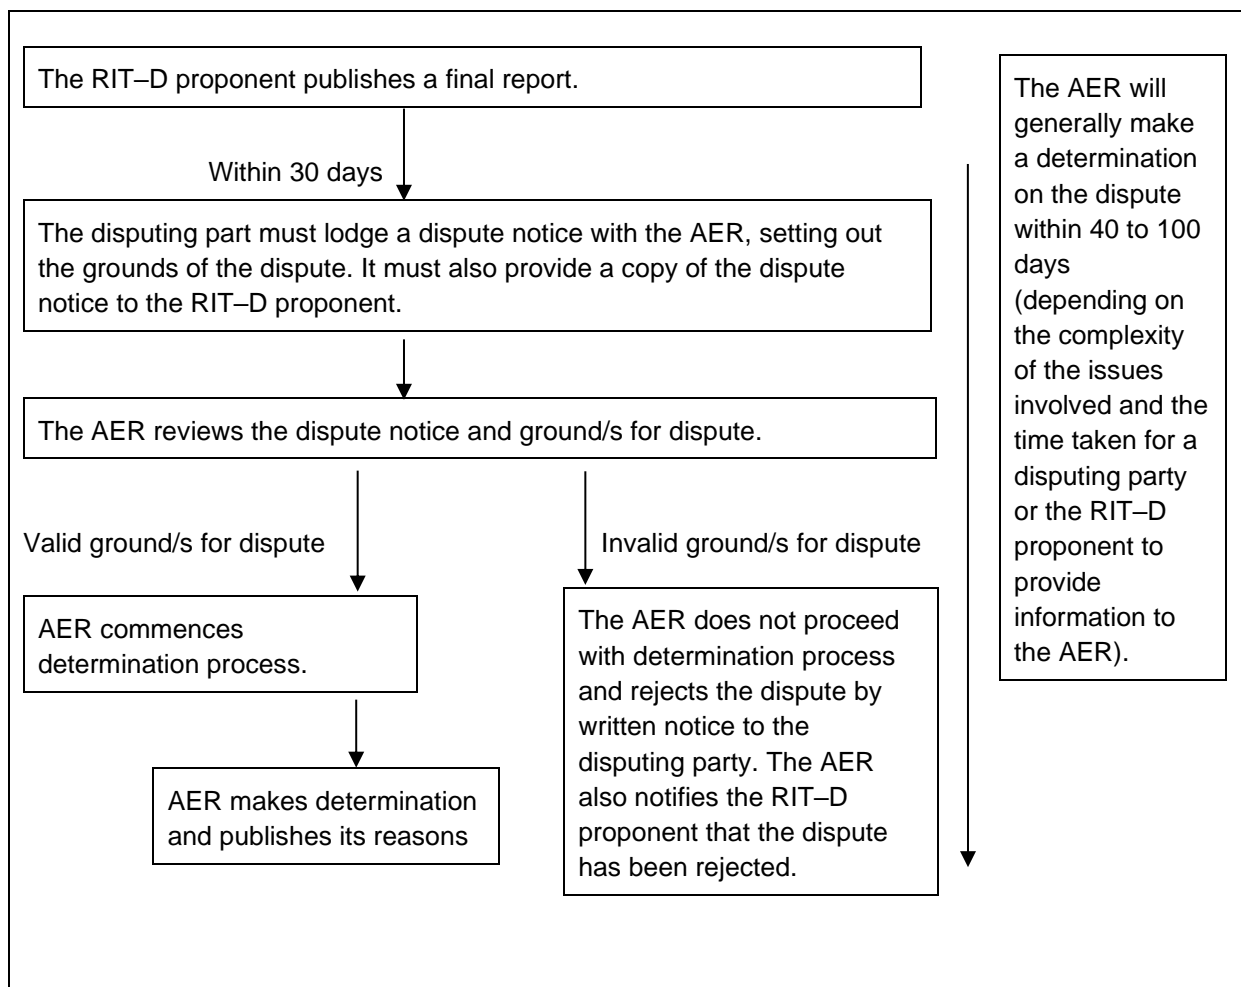 The RIT–D proponent publishes a final report.
Within 30 days
The disputing part must lodge a dispute notice with the AER, setting out
the grounds of the dispute. It must also provide a copy of the dispute
notice to the RIT–D proponent.
The AER reviews the dispute notice and ground/s for dispute.
Valid ground/s for dispute
AER commences
determination process.
AER makes determination
and publishes its reasons
Invalid ground/s for dispute
The AER does not proceed
with determination process
and rejects the dispute by
written notice to the
disputing party. The AER
also notifies the RIT–D
proponent that the dispute
has been rejected.
The AER will
generally make
a determination
on the dispute
within 40 to 100
days
(depending on
the complexity
of the issues
involved and the
time taken for a
disputing party
or the RIT–D
proponent to
provide
information to
the AER).